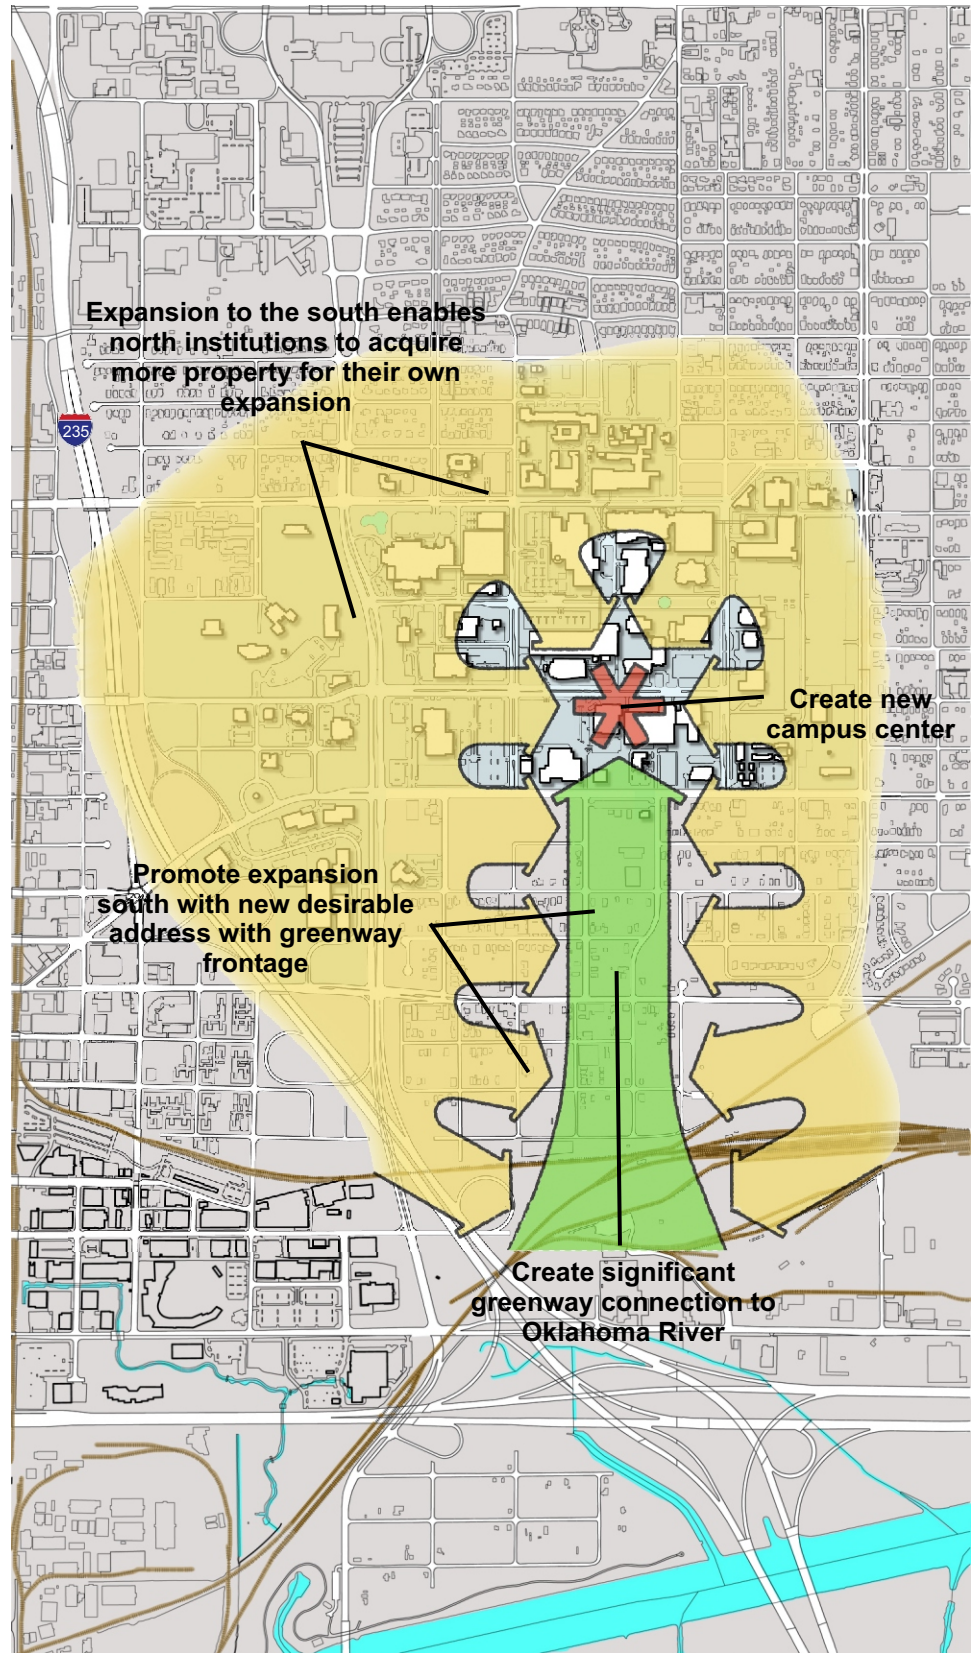 Expansion to the south enables
north institutions to acquire
more property for their own
expansion
235
Create new
campus center
Promote expansion
south with new desirable
address with greenway
frontage
Create significant
greenway connection to
Oklahoma River